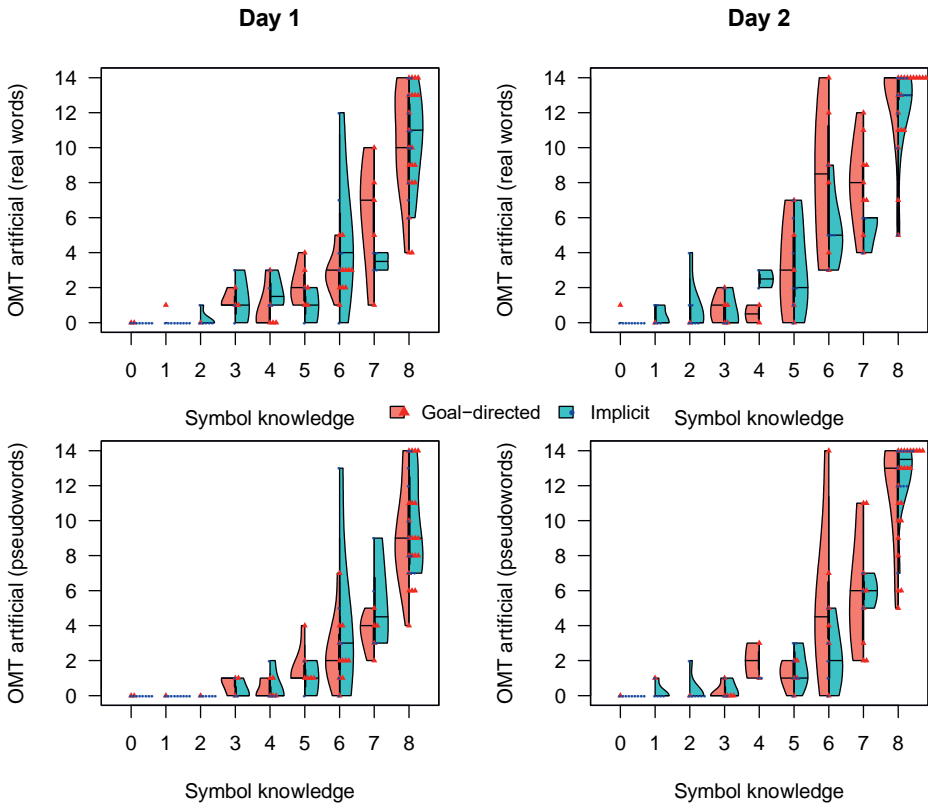 Day 1
Day 2
OMT artificial (real words)
14
12
10
8
6
4
2
0
0 1 2 3 4 5 6 7 8
Symbol knowledge
OMT artificial (real words)
14
12
10
8
6
4
2
0
0 1 2 3 4 5 6 7 8
Symbol knowledge
Goal−directed
Implicit
OMT artificial (pseudowords)
14
12
10
8
6
4
2
0
0 1 2 3 4 5 6 7 8
Symbol knowledge
OMT artificial (pseudowords)
14
12
10
8
6
4
2
0
0 1 2 3 4 5 6 7 8
Symbol knowledge